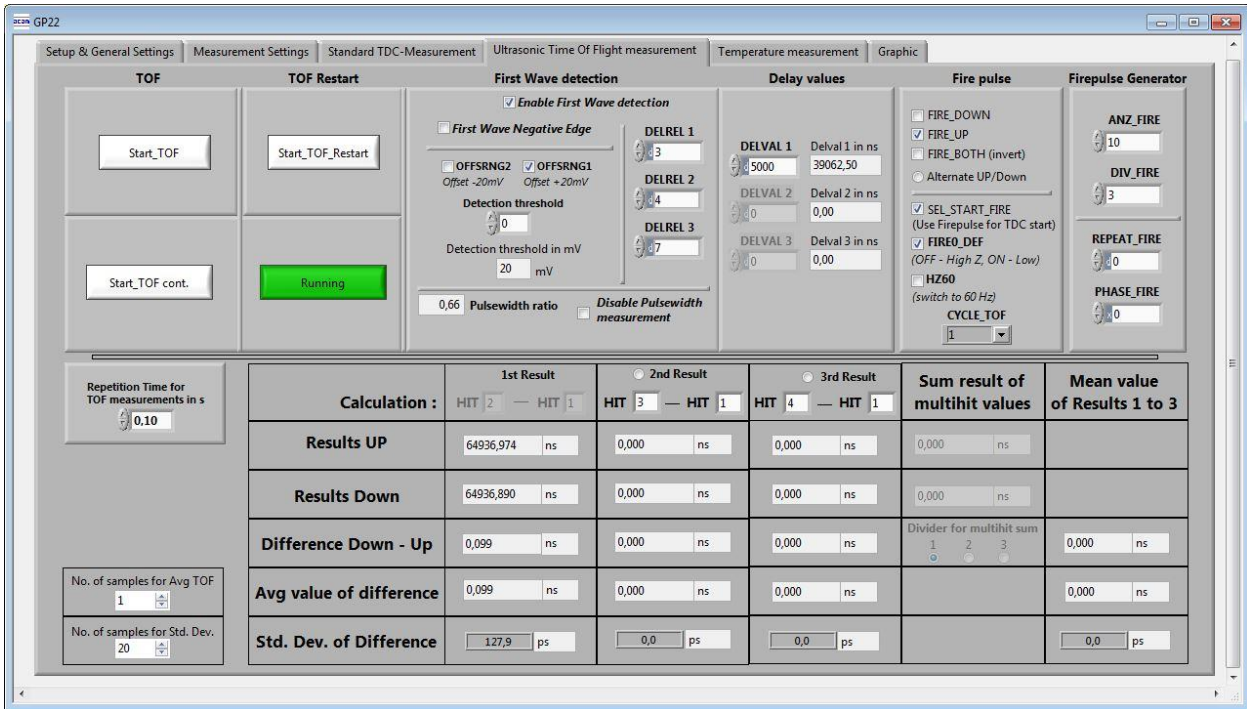 acam GP22
Setup & General Settings
Measurement Settings
Standard TDC-Measurement
Ultrasonic Time Of Flight measurement
Temperature measurement
Graphic
TOF
Start_TOF
Start_TOF cont.
TOF Restart
Start_TOF_Restart
Running
First Wave detection
Enable First Wave detection
First Wave Negative Edge
OFFSRNG2 OFFSRNG1
Offset -20mV Offset +20mV
Detection threshold
0
Detection threshold in mV
20 mV
DELREL 1
d 3
DELREL 2
d 4
DELREL 3
d 7
0,66 Pulsewidth ratio
Disable Pulsewidth
measurement
Delay values
DELVAL 1 Delval 1 in ns
d 5000 39062,50
DELVAL 2 Delval 2 in ns
d 0 0,00
DELVAL 3 Delval 3 in ns
d 0 0,00
Fire pulse
FIRE_DOWN
FIRE_UP
FIRE_BOTH (invert)
Alternate UP/Down
SEL_START_FIRE
(Use Firepulse for TDC start)
FIRE0_DEF
(OFF - High Z, ON - Low)
HZ60
(switch to 60 Hz)
CYCLE_TOF
1
Firepulse Generator
ANZ_FIRE
10
DIV_FIRE
3
REPEAT_FIRE
0
PHASE_FIRE
0
Repetition Time for
TOF measurements in s
0,10
Calculation :
1st Result
HIT 2 — HIT 1
2nd Result
HIT 3 — HIT 1
3rd Result
HIT 4 — HIT 1
Sum result of
multihit values
Mean value
of Results 1 to 3
Results UP 64936,974 ns 0,000 ns 0,000 ns 0,000 ns
Results Down 64936,890 ns 0,000 ns 0,000 ns 0,000 ns
Difference Down - Up 0,099 ns 0,000 ns 0,000 ns
Divider for multihit sum
1 2 3
0,000 ns
No. of samples for Avg TOF
1
Avg value of difference 0,099 ns 0,000 ns 0,000 ns 0,000 ns
No. of samples for Std. Dev.
20
Std. Dev. of Difference 127,9 ps 0,0 ps 0,0 ps 0,0 ps